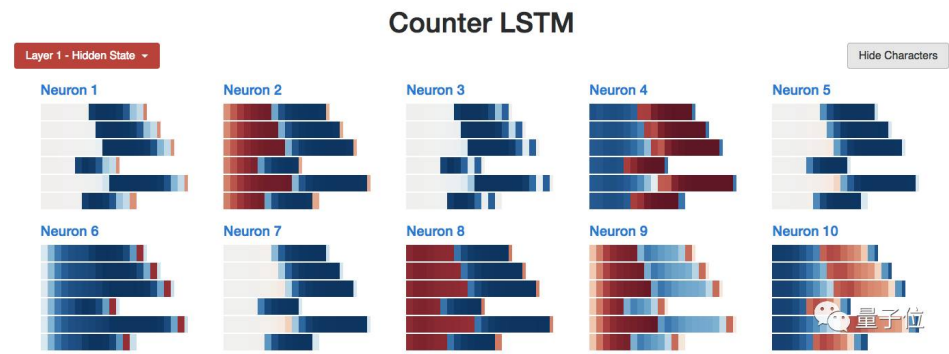 Counter LSTM
Layer 1 - Hidden State
Hide Characters
Neuron 1
Neuron 2
Neuron 3
Neuron 4
Neuron 5
Neuron 6
Neuron 7
Neuron 8
Neuron 9
Neuron 10
量子位